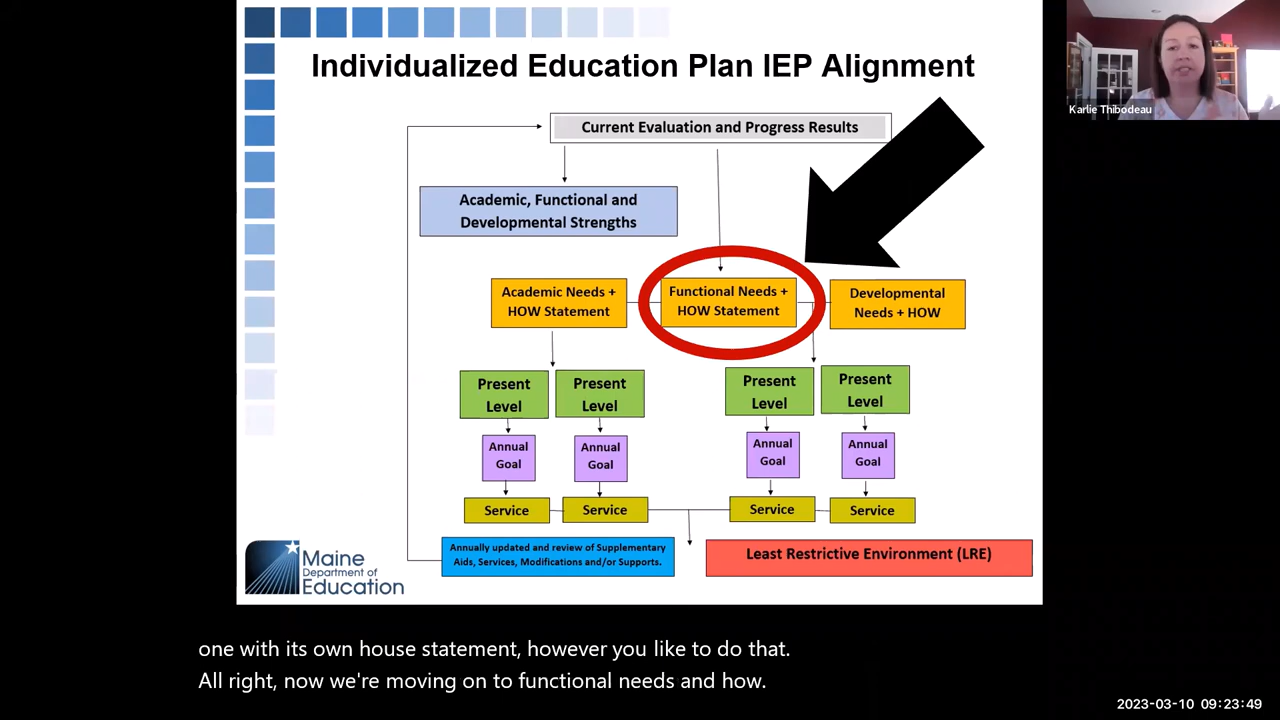 Individualized Education Plan IEP Alignment
Karlie Thibodeau
Current Evaluation and Progress Results
Academic, Functional and
Developmental Strengths
Academic Needs +
HOW Statement
Functional Needs +
HOW Statement
Developmental
Needs + HOW
Present
Level
Present
Level
Present
Level
Present
Level
Annual
Goal
Annual
Goal
Annual
Goal
Annual
Goal
Service
Service
Service
Service
Annually updated and review of Supplementary
Aids, Services, Modifications and/or Supports.
Least Restrictive Environment (LRE)
Maine
Department of
Education
one with its own house statement, however you like to do that.
All right, now we're moving on to functional needs and how.
2023-03-10 09:23:49